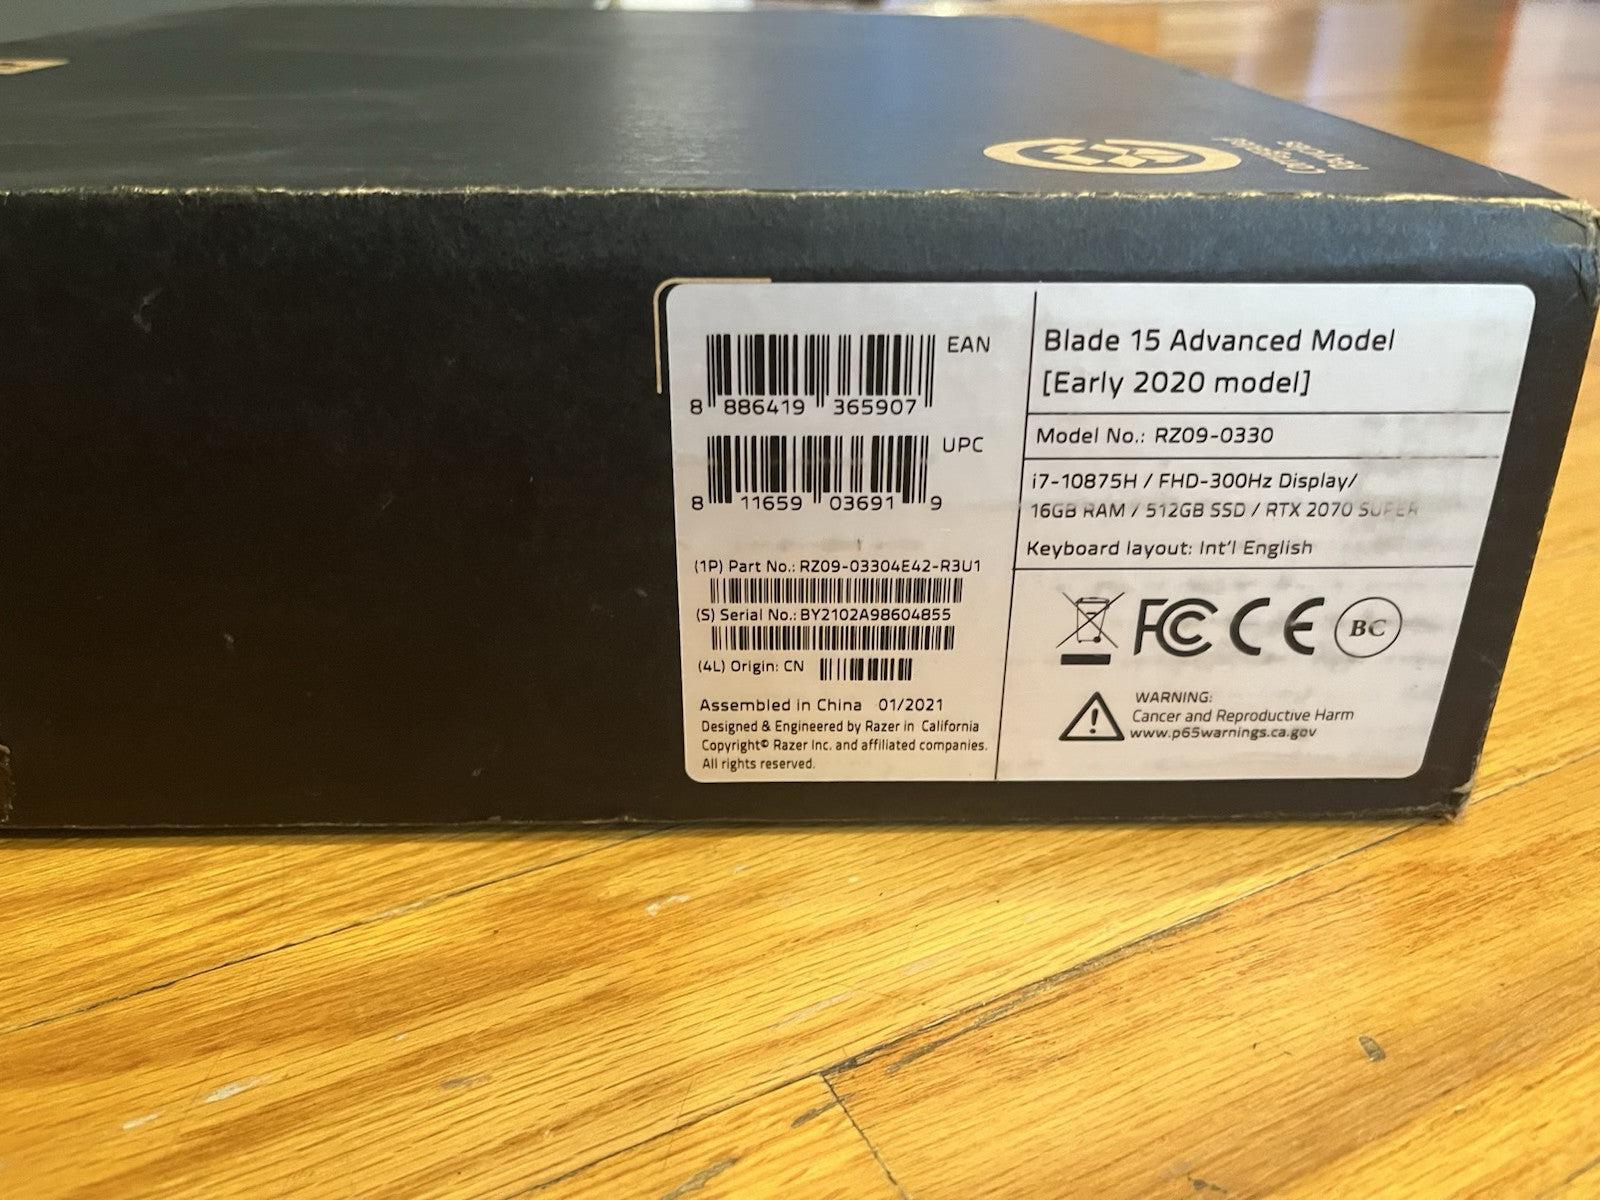 Corrugated
Recycles
EAN
8 886419 365907
UPC
8 11659 03691 9
(1P) Part No.: RZ09-03304E42-R3U1
(S) Serial No.: BY2102A98604855
(4L) Origin: CN
Assembled in China 01/2021
Designed & Engineered by Razer in California
Copyright© Razer Inc. and affiliated companies.
All rights reserved.
Blade 15 Advanced Model
[Early 2020 model]
Model No.: RZ09-0330
i7-10875H / FHD-300Hz Display/
16GB RAM / 512GB SSD / RTX 2070 SUPER
Keyboard layout: Int'l English
FC CE BC
WARNING:
Cancer and Reproductive Harm
www.p65warnings.ca.gov